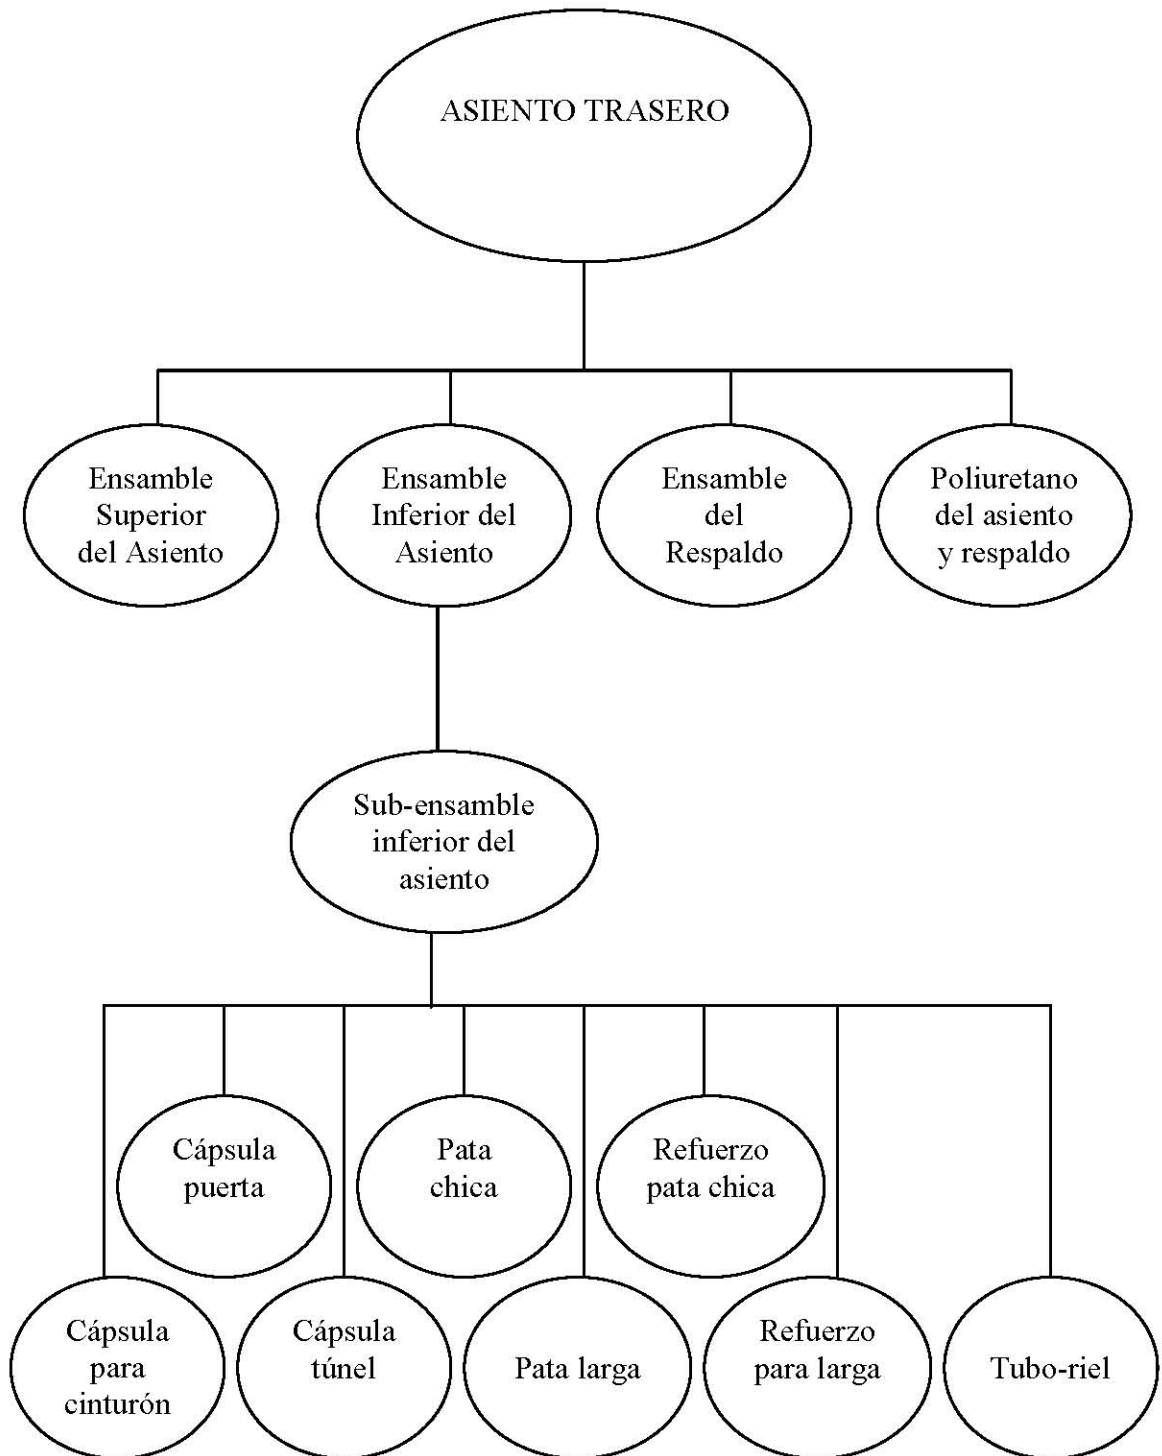 ASIENTO TRASERO
Ensamble
Superior
del Asiento
Ensamble
Inferior del
Asiento
Ensamble
del
Respaldo
Poliuretano
del asiento
y respaldo
Sub-ensamble
inferior del
asiento
Cápsula
puerta
Pata
chica
Refuerzo
pata chica
Cápsula
para
cinturón
Cápsula
túnel
Pata larga
Refuerzo
para larga
Tubo-riel